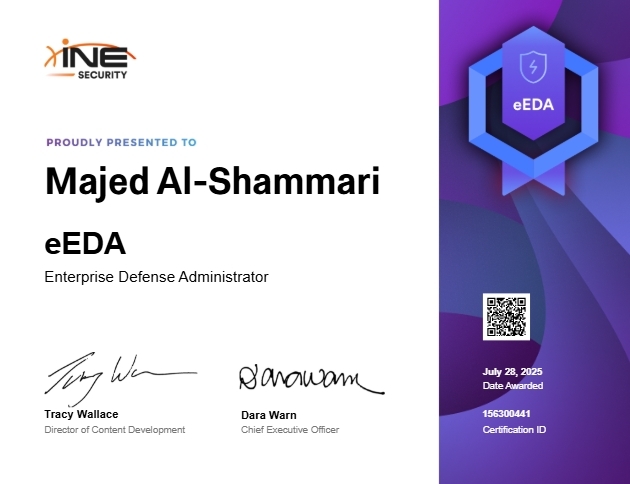 INE
SECURITY
eEDA
PROUDLY PRESENTED TO
Majed Al-Shammari
eEDA
Enterprise Defense Administrator
Tracy Wallace
Director of Content Development
Dara Warn
Chief Executive Officer
July 28, 2025
Date Awarded
156300441
Certification ID